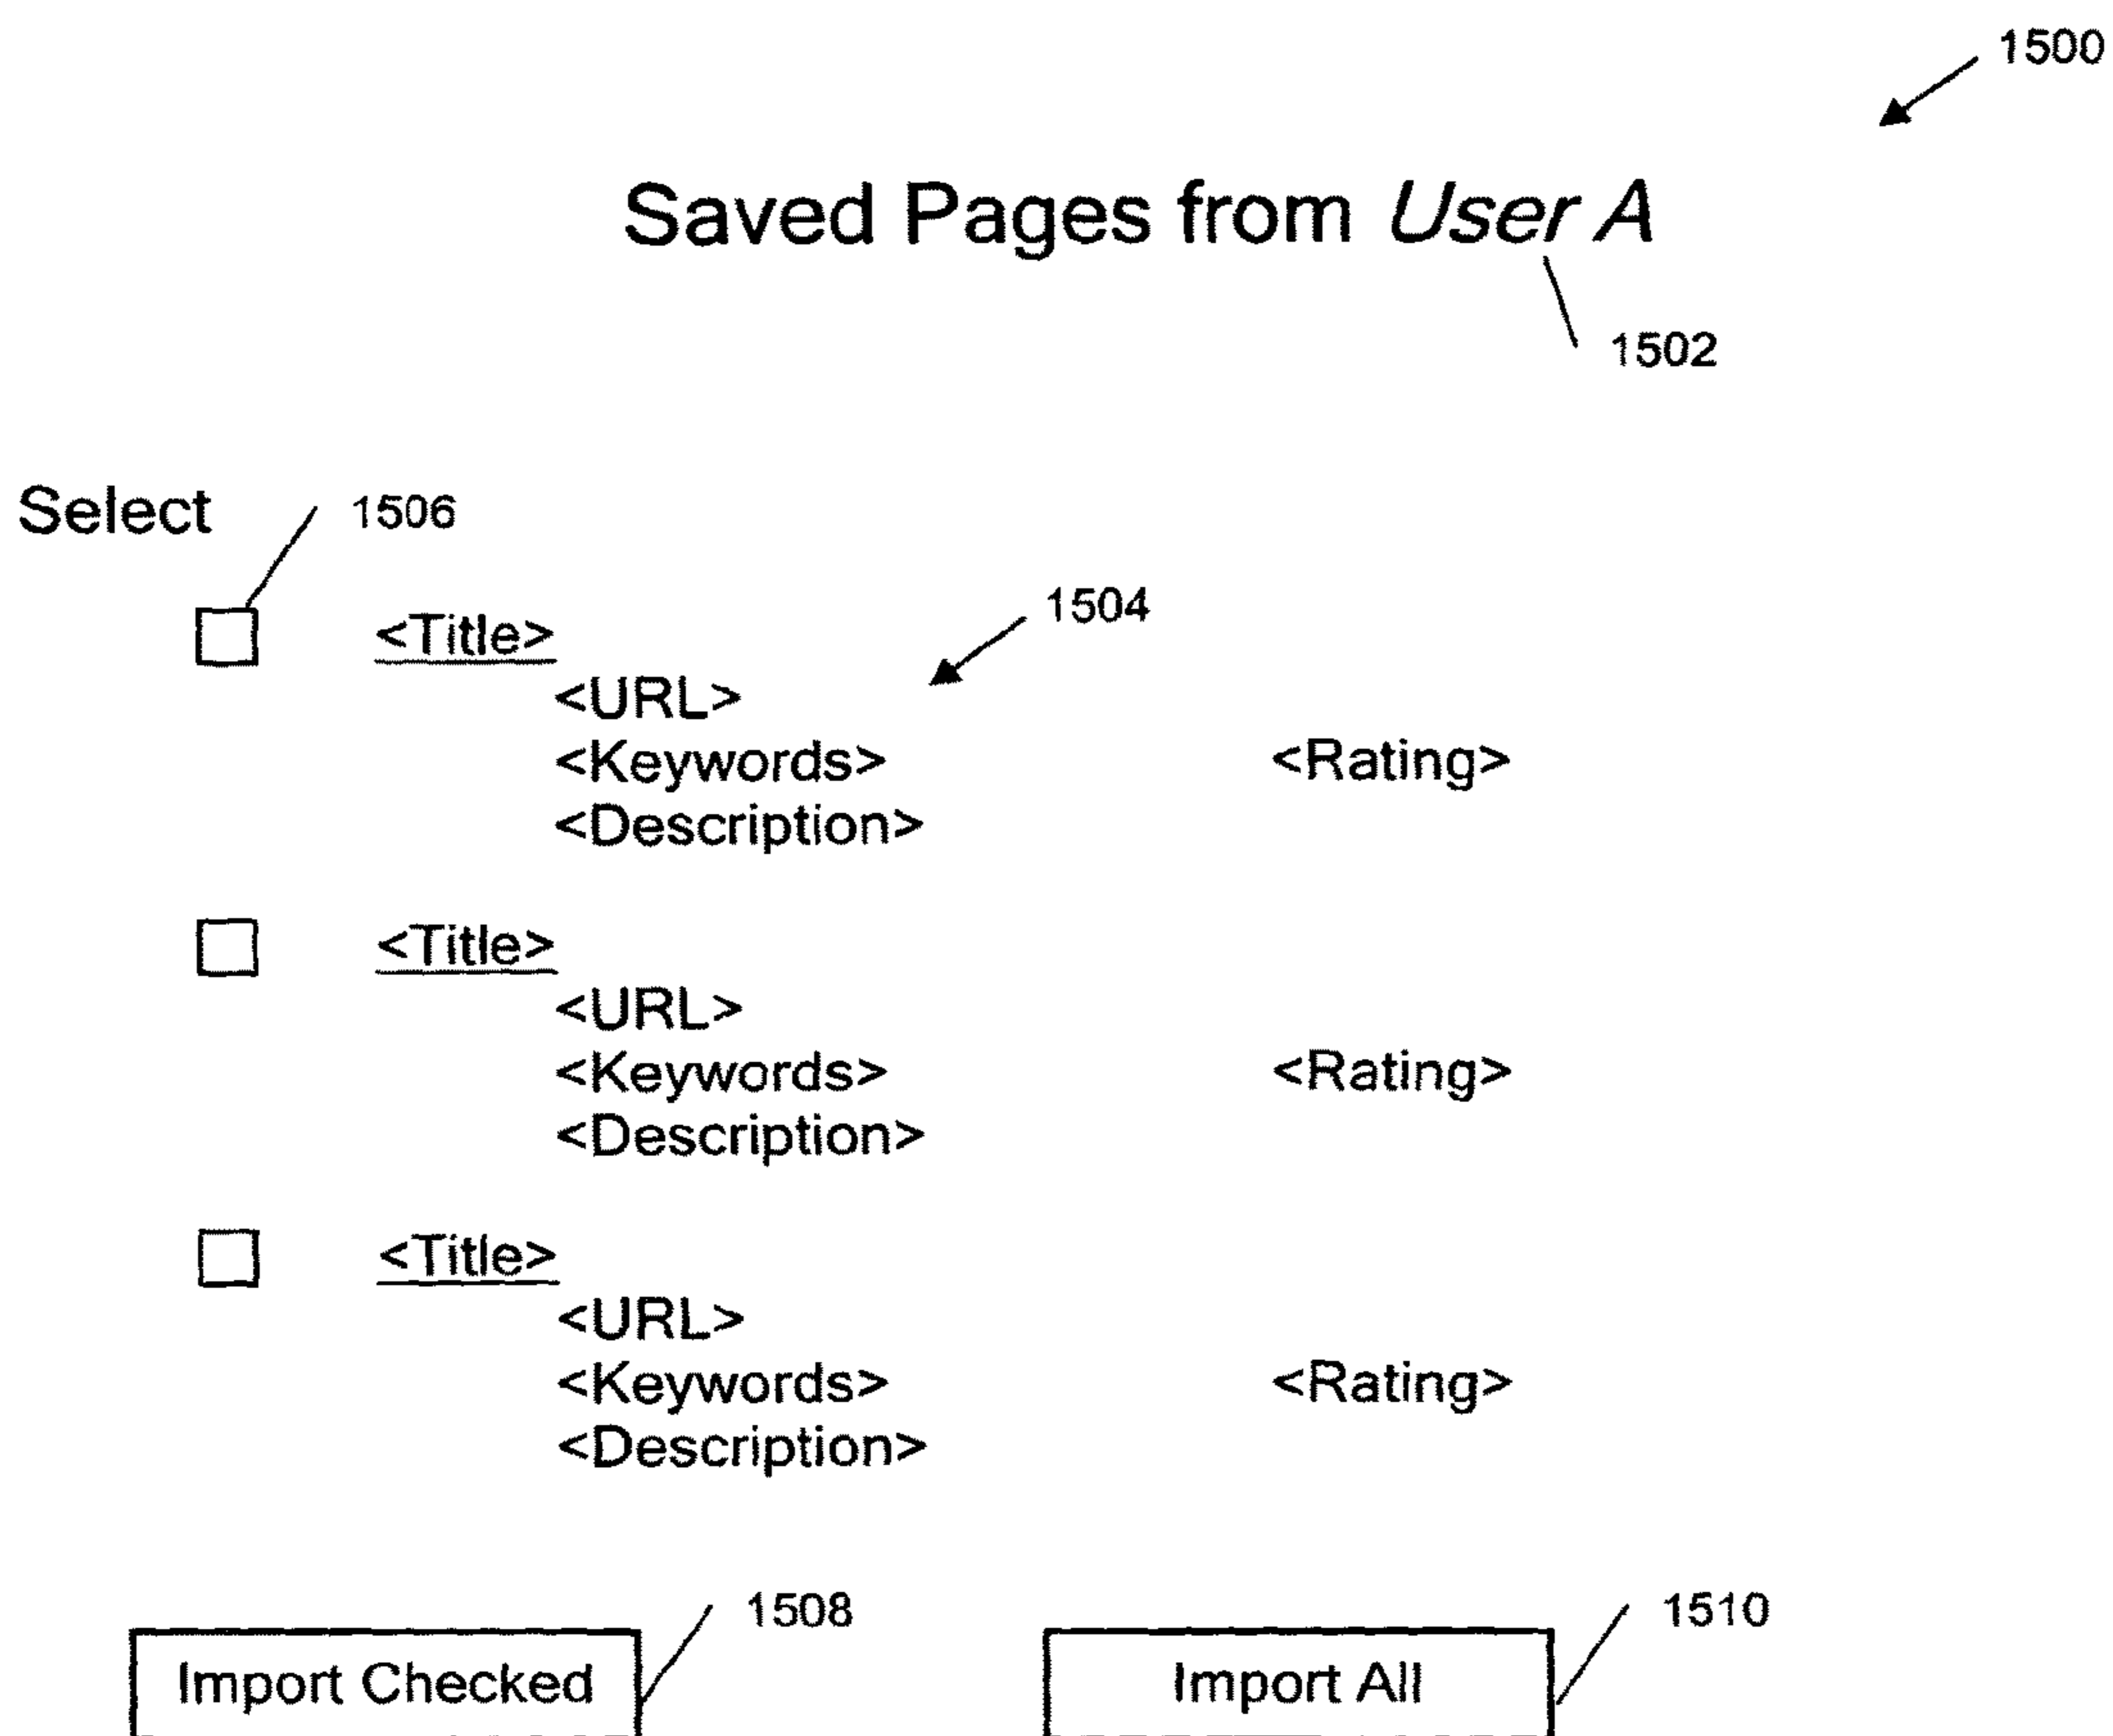 1500
Saved Pages from User A
1502
Select
1506
1504
<Title>
<URL>
<Keywords> <Rating>
<Description>
<Title>
<URL>
<Keywords> <Rating>
<Description>
<Title>
<URL>
<Keywords> <Rating>
<Description>
1508
1510
Import Checked
Import All